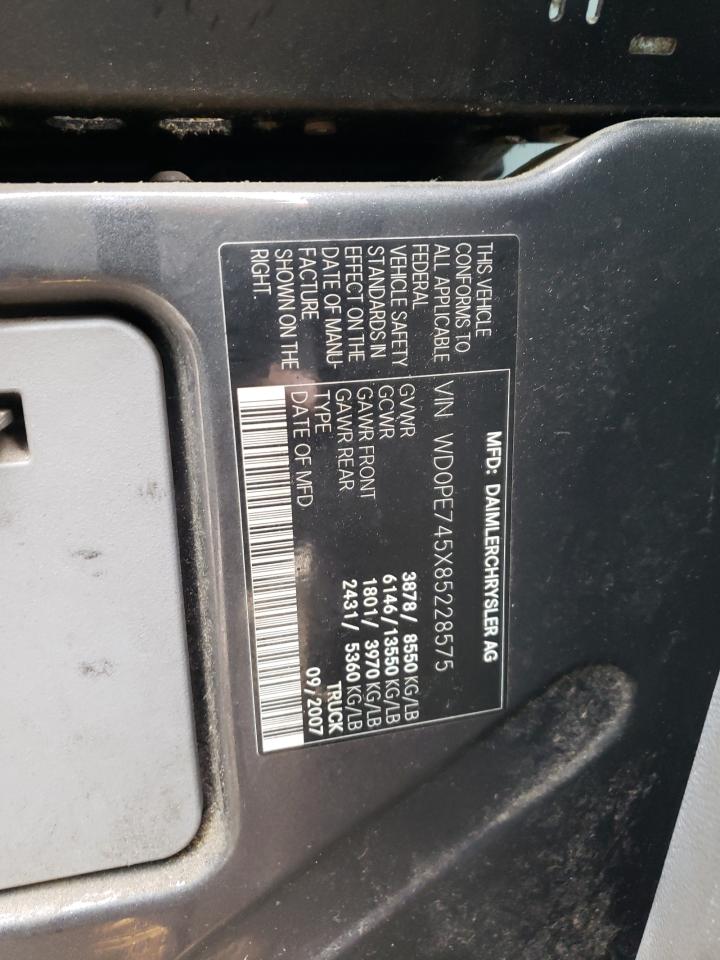 THIS VEHICLE
CONFORMS TO
ALL APPLICABLE
FEDERAL
VEHICLE SAFETY
STANDARDS IN
EFFECT ON THE
DATE OF MANU-
FACTURE
SHOWN ON THE
RIGHT.
MFD: DAIMLERCHRYSLER AG
VIN WD0PE745X85228575
GVWR 3878/ 8550 KG/LB
GCWR 6146/13550 KG/LB
GAWR FRONT 1801/ 3970 KG/LB
GAWR REAR 2431/ 5360 KG/LB
TYPE TRUCK
DATE OF MFD 09/2007